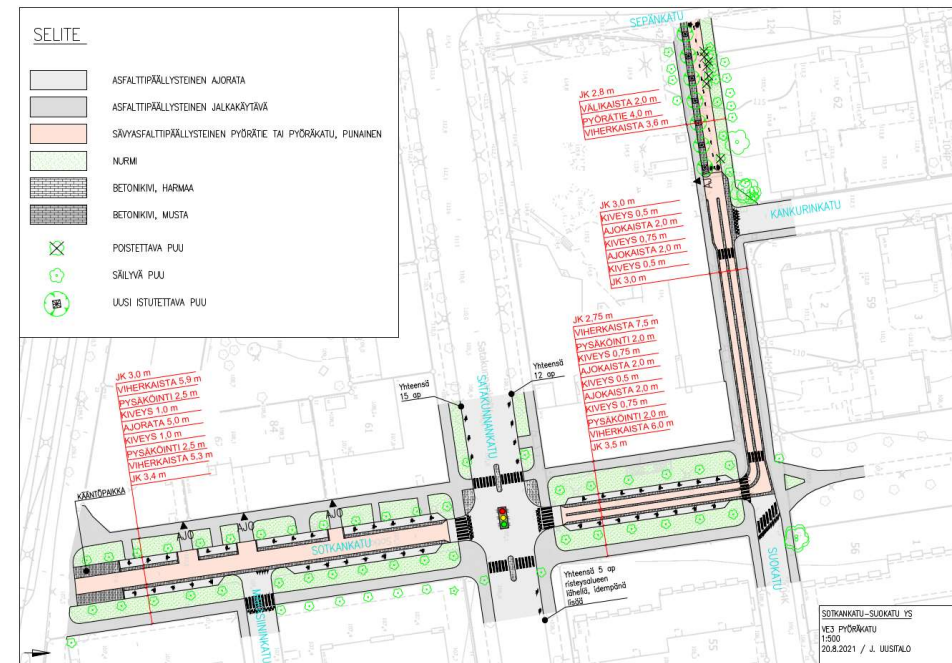 SELITE
ASFALTTIPÄÄLLYSTEINEN AJORATA
ASFALTTIPÄÄLLYSTEINEN JALKAKÄYTÄVÄ
SÄVYASFALTTIPÄÄLLYSTEINEN PYÖRÄTIE TAI PYÖRÄKATU, PUNAINEN
NURMI
BETONIKIVI, HARMAA
BETONIKIVI, MUSTA
POISTETTAVA PUU
SÄILYVÄ PUU
UUSI ISTUTETTAVA PUU
SEPÄNKATU
JK 2,8 m
VÄLIKAISTA 2,0 m
PYÖRÄTIE 4,0 m
VIHERKAISTA 3,6 m
AJO
KANKURINKATU
JK 3,0 m
KIVEYS 0,5 m
AJOKAISTA 2,0 m
KIVEYS 0,75 m
AJOKAISTA 2,0 m
KIVEYS 0,5 m
JK 3,0 m
JK 2,75 m
VIHERKAISTA 7,5 m
PYSÄKÖINTI 2,0 m
KIVEYS 0,75 m
AJOKAISTA 2,0 m
KIVEYS 0,5 m
AJOKAISTA 2,0 m
KIVEYS 0,75 m
PYSÄKÖINTI 2,0 m
VIHERKAISTA 6,0 m
JK 3,5 m
JK 3,0 m
VIHERKAISTA 5,9 m
PYSÄKÖINTI 2,5 m
KIVEYS 1,0 m
AJORATA 5,0 m
KIVEYS 1,0 m
PYSÄKÖINTI 2,5 m
VIHERKAISTA 5,3 m
JK 3,4 m
Yhteensä
15 ap
SATAKUNNANKATU
Yhteensä
12 ap
KÄÄNTÖPAIKKA
AJO
AJO
AJO
SOTKANKATU
SUOKATU
Yhteensä 5 ap
risteysalueen
lähellä, idempänä
lisää
SOTKANKATU-SUOKATU YS
VE3 PYÖRÄKATU
1:500
20.8.2021 / J. UUSITALO